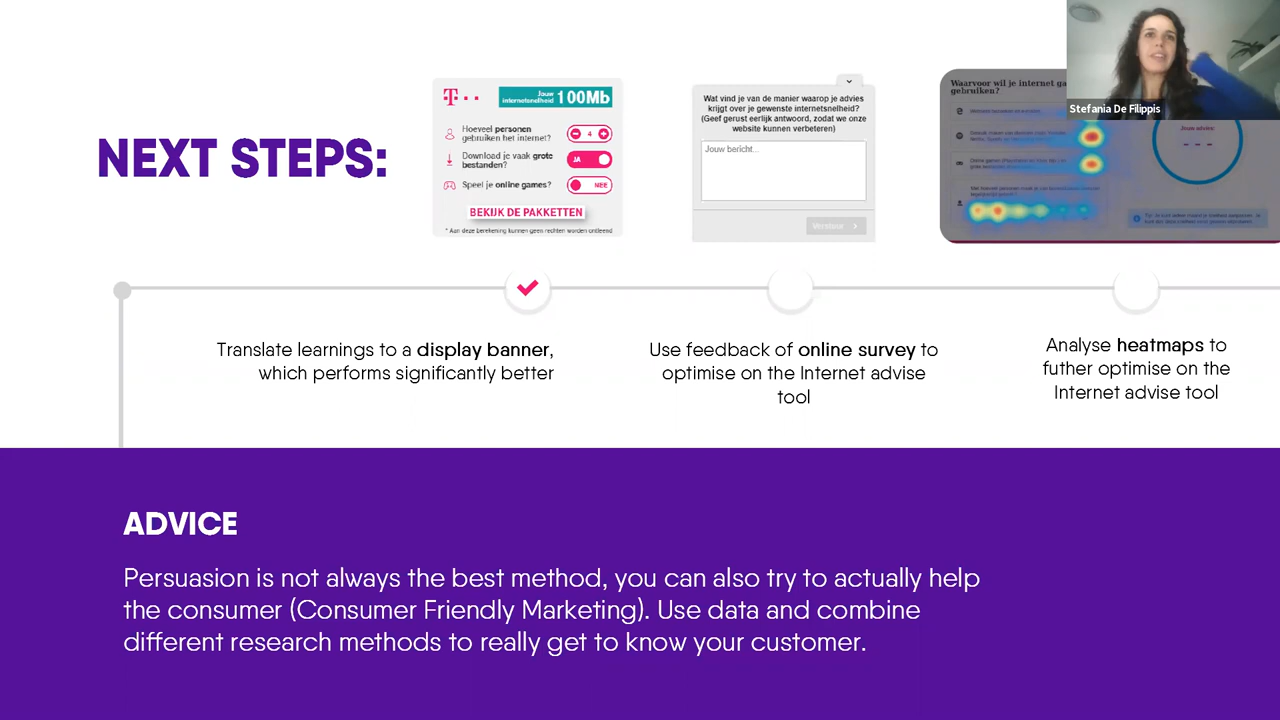 NEXT STEPS:
T
Jouw
internetsnelheid
100Mb
Hoeveel personen
gebruiken het internet?
4
Download je vaak grote
bestanden?
JA
Speel je online games?
NEE
BEKIJK DE PAKKETTEN
* Aan deze berekening kunnen geen rechten worden ontleend
Wat vind je van de manier waarop je advies
krijgt over je gewenste internetsnelheid?
(Geef gerust eerlijk antwoord, zodat we onze
website kunnen verbeteren)
Jouw bericht...
Verstuur
Waarvoor wil je internet ga
gebruiken?
Jouw advies
Stefania De Filippis
Translate learnings to a display banner,
which performs significantly better
Use feedback of online survey to
optimise on the Internet advise
tool
Analyse heatmaps to
futher optimise on the
Internet advise tool
ADVICE
Persuasion is not always the best method, you can also try to actually help
the consumer (Consumer Friendly Marketing). Use data and combine
different research methods to really get to know your customer.